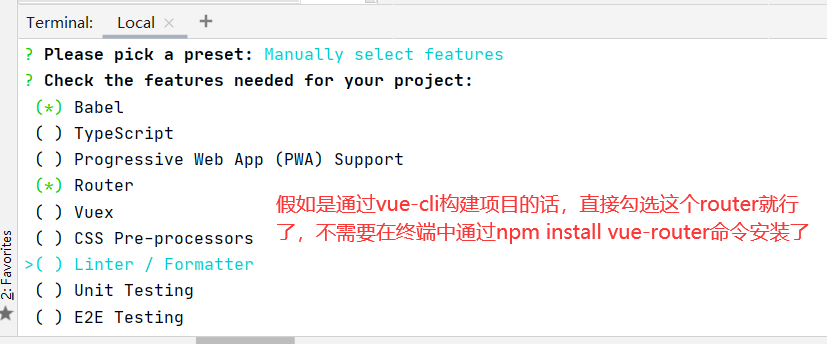 Terminal: Local × +
? Please pick a preset: Manually select features
? Check the features needed for your project:
(*) Babel
( ) TypeScript
( ) Progressive Web App (PWA) Support
(*) Router
( ) Vuex
( ) CSS Pre-processors
>( ) Linter / Formatter
( ) Unit Testing
( ) E2E Testing
假如是通过vue-cli构建项目的话，直接勾选这个router就行
了，不需要在终端中通过npm install vue-router命令安装了
2: Favorites